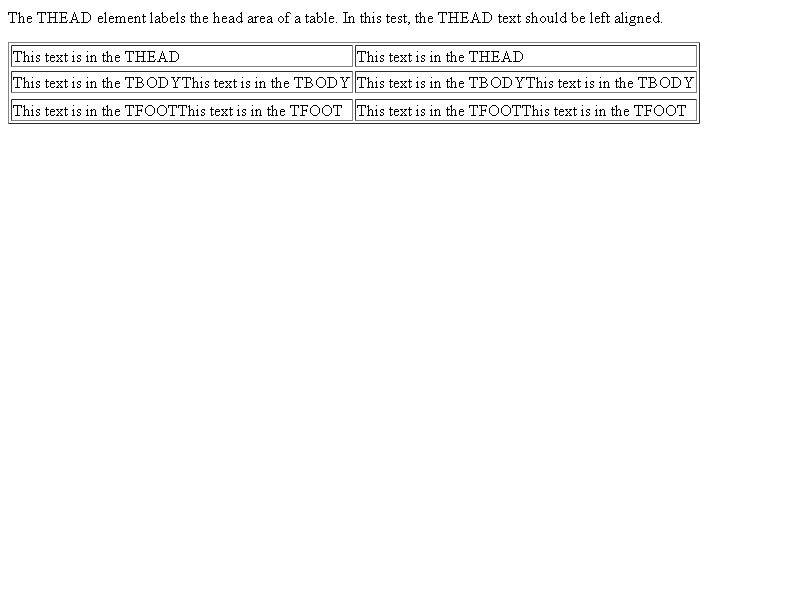 The THEAD element labels the head area of a table. In this test, the THEAD text should be left aligned.
This text is in the THEAD This text is in the THEAD
This text is in the TBODYThis text is in the TBODY This text is in the TBODYThis text is in the TBODY
This text is in the TFOOTThis text is in the TFOOT This text is in the TFOOTThis text is in the TFOOT